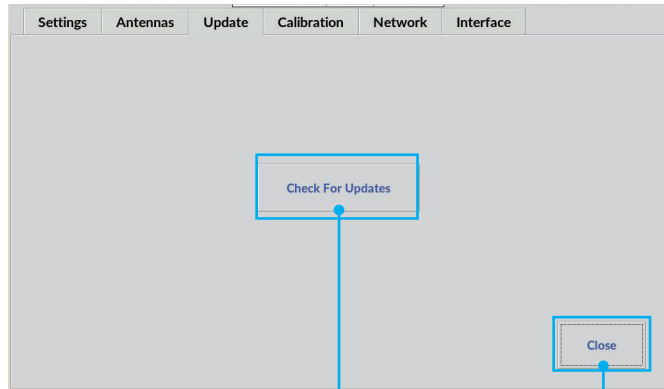 Settings Antennas Update Calibration Network Interface
Check For Updates
Close